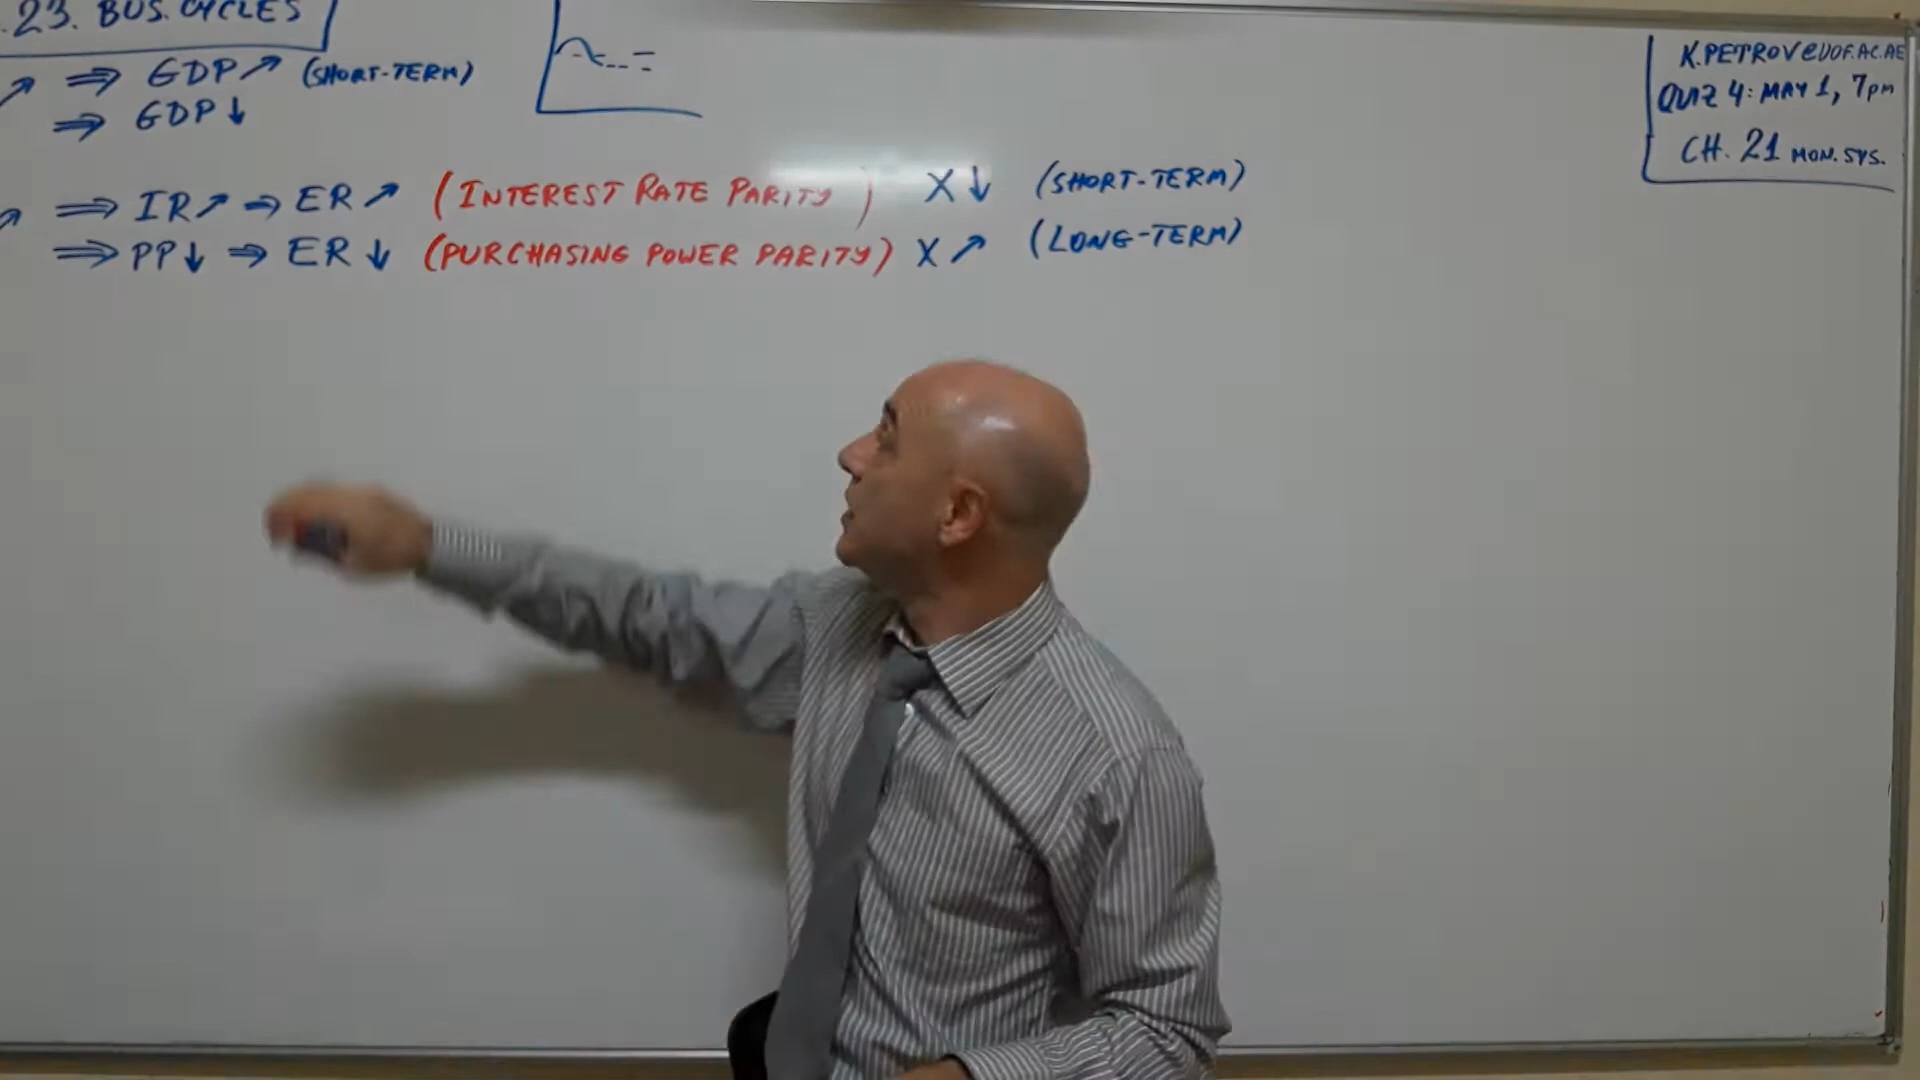 .23. BUS. CYCLES
↗ ⇒ GDP↗ (SHORT-TERM)
⇒ GDP↓
↗ ⇒ IR↗ ⇒ ER↗ (INTEREST RATE PARITY) X↓ (SHORT-TERM)
⇒ PP↓ ⇒ ER↓ (PURCHASING POWER PARITY) X↗ (LONG-TERM)
K.PETROV@UOF.AC.AE
QUIZ 4: MAY 1, 7pm
CH. 21 MON. SYS.